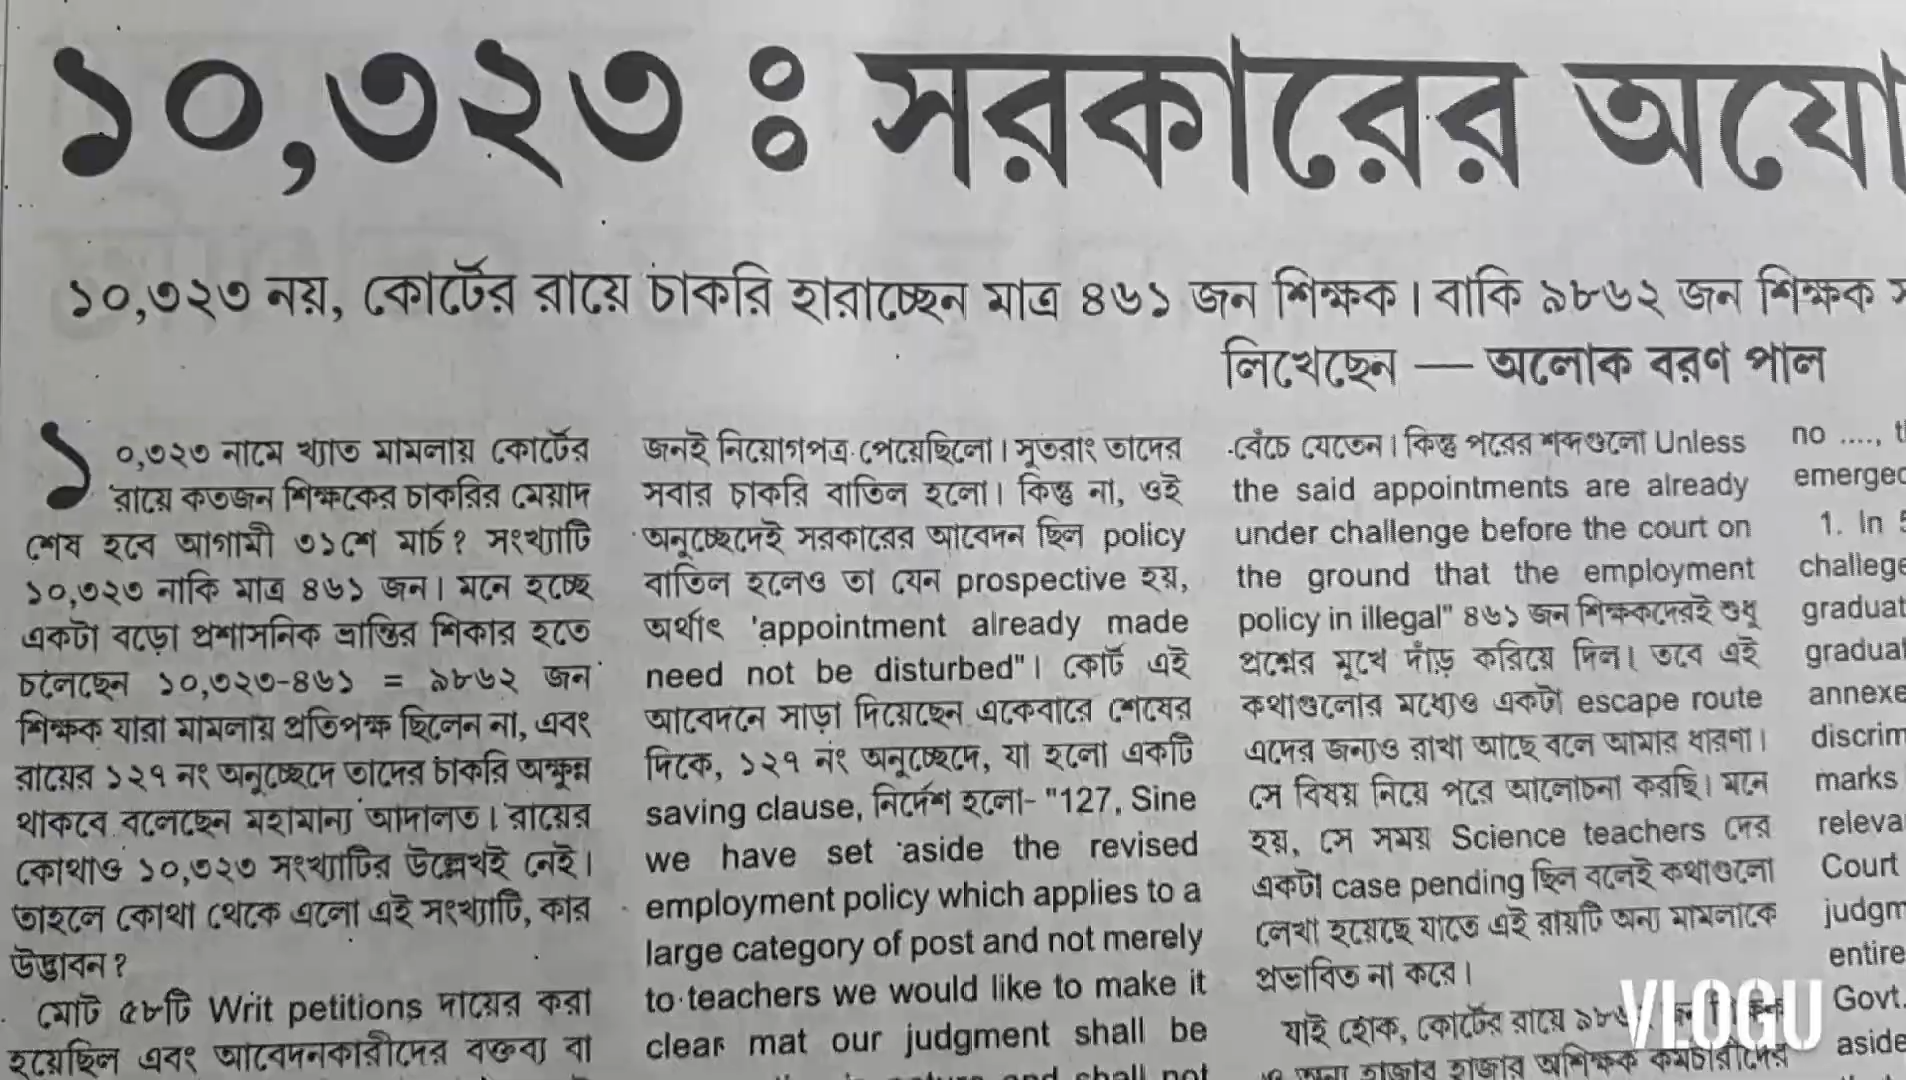 ১০,৩২৩ : সরকারের অযো
১০,৩২৩ নয়, কোর্টের রায়ে চাকরি হারাচ্ছেন মাত্র ৪৬১ জন শিক্ষক। বাকি ৯৮৬২ জন শিক্ষক
লিখেছেন — অলোক বরণ পাল
১০,৩২৩ নামে খ্যাত মামলায় কোর্টের
রায়ে কতজন শিক্ষকের চাকরির মেয়াদ
শেষ হবে আগামী ৩১শে মার্চ? সংখ্যাটি
১০,৩২৩ নাকি মাত্র ৪৬১ জন। মনে হচ্ছে
একটা বড়ো প্রশাসনিক ভ্রান্তির শিকার হতে
চলেছেন ১০,৩২৩-৪৬১ = ৯৮৬২ জন
শিক্ষক যারা মামলায় প্রতিপক্ষ ছিলেন না, এবং
রায়ের ১২৭ নং অনুচ্ছেদে তাদের চাকরি অক্ষুন্ন
থাকবে বলেছেন মহামান্য আদালত। রায়ের
কোথাও ১০,৩২৩ সংখ্যাটির উল্লেখই নেই।
তাহলে কোথা থেকে এলো এই সংখ্যাটি, কার
উদ্ভাবন?
মোট ৫৮টি Writ petitions দায়ের করা
হয়েছিল এবং আবেদনকারীদের বক্তব্য বা
জনই নিয়োগপত্র পেয়েছিলো। সুতরাং তাদের
সবার চাকরি বাতিল হলো। কিন্তু না, ওই
অনুচ্ছেদেই সরকারের আবেদন ছিল policy
বাতিল হলেও তা যেন prospective হয়,
অর্থাৎ 'appointment already made
need not be disturbed"। কোর্ট এই
আবেদনে সাড়া দিয়েছেন একেবারে শেষের
দিকে, ১২৭ নং অনুচ্ছেদে, যা হলো একটি
saving clause, নির্দেশ হলো- "127, Sine
we have set aside the revised
employment policy which applies to a
large category of post and not merely
to teachers we would like to make it
clear mat our judgment shall be
and shall not
বেঁচে যেতেন। কিন্তু পরের শব্দগুলো Unless
the said appointments are already
under challenge before the court on
the ground that the employment
policy in illegal" ৪৬১ জন শিক্ষকদেরই শুধু
প্রশ্নের মুখে দাঁড় করিয়ে দিল। তবে এই
কথাগুলোর মধ্যেও একটা escape route
এদের জন্যও রাখা আছে বলে আমার ধারণা।
সে বিষয় নিয়ে পরে আলোচনা করছি। মনে
হয়, সে সময় Science teachers দের
একটা case pending ছিল বলেই কথাগুলো
লেখা হয়েছে যাতে এই রায়টি অন্য মামলাকে
প্রভাবিত না করে।
যাই হোক, কোর্টের রায়ে
হাজার হাজার অশিক্ষক কর্মচারীদের
no ....,
emerged
1. In
challege
graduat
graduat
annexe
discrim
marks
releva
Court
judgm
entire
Govt.
aside
VLOGU